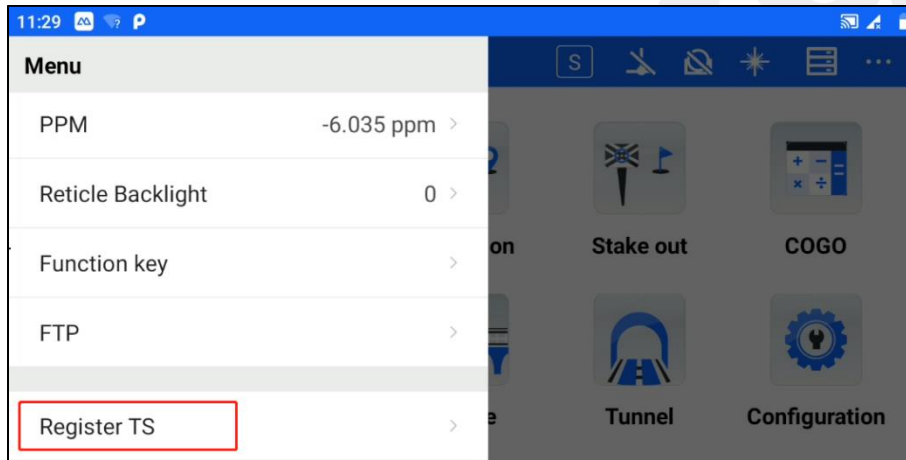 11:29
Menu
PPM -6.035 ppm
S
Reticle Backlight 0
Function key
on Stake out COGO
FTP
Register TS
e Tunnel Configuration